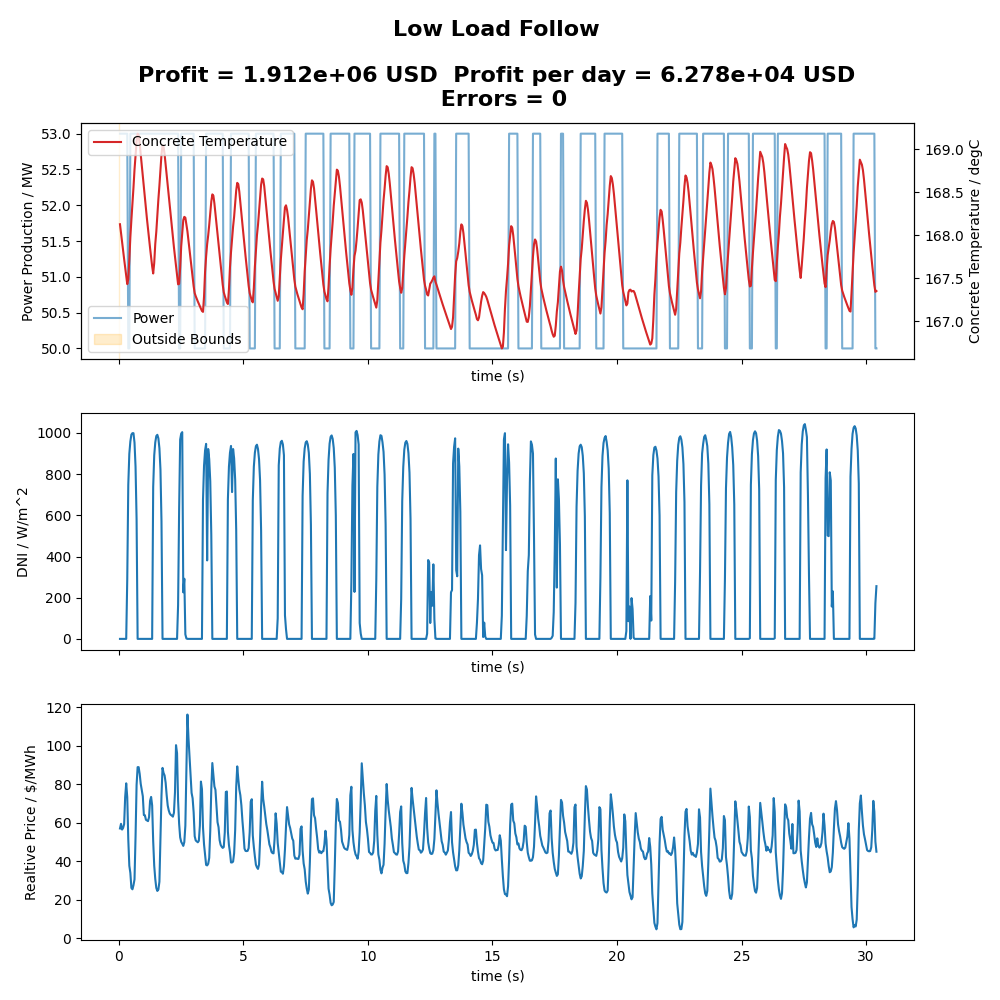 Low Load Follow
Profit = 1.912e+06 USD  Profit per day = 6.278e+04 USD
Errors = 0
Power Production / MW
53.0
52.5
52.0
51.5
51.0
50.5
50.0
Concrete Temperature
Power
Outside Bounds
169.0
168.5
168.0
167.5
167.0
Concrete Temperature / degC
time (s)
DNI / W/m^2
1000
800
600
400
200
0
time (s)
Realtive Price / $/MWh
120
100
80
60
40
20
0
0 5 10 15 20 25 30
time (s)